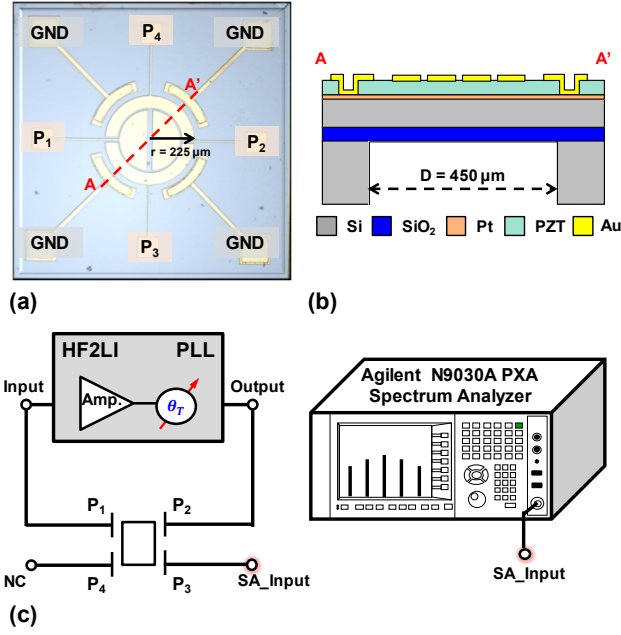 GND
P4
GND
A'
P1
P2
r = 225 µm
A
GND
GND
P3
(a)
A
A'
D = 450 µm
Si
SiO2
Pt
PZT
Au
(b)
HF2LI
PLL
Input
Output
Amp.
θT
P1
P2
NC
P4
P3
SA_Input
(c)
Agilent N9030A PXA
Spectrum Analyzer
SA_Input